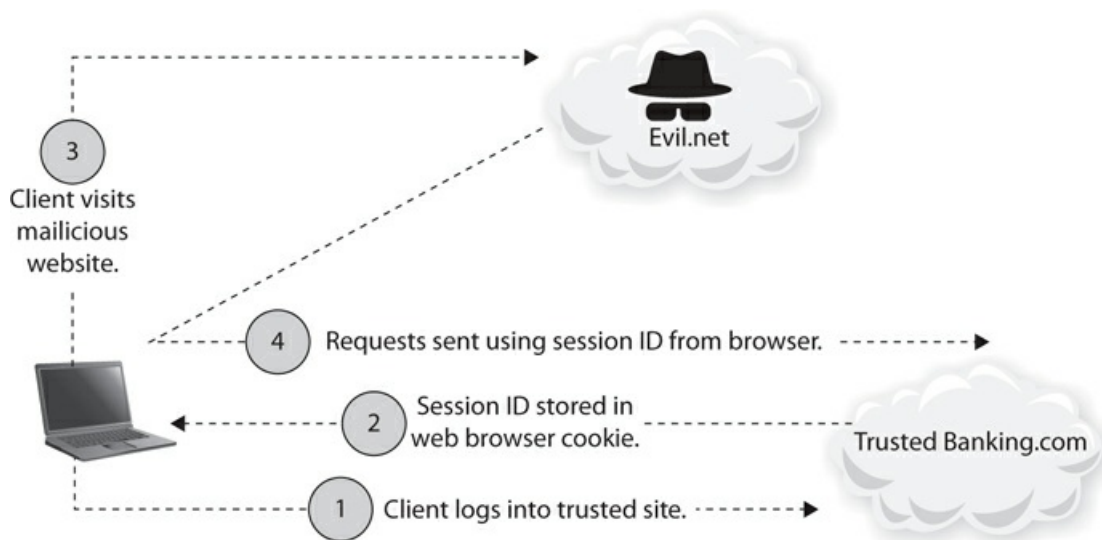 Evil.net
3
Client visits
mailicious
website.
4
Requests sent using session ID from browser.
2
Session ID stored in
web browser cookie.
Trusted Banking.com
1
Client logs into trusted site.